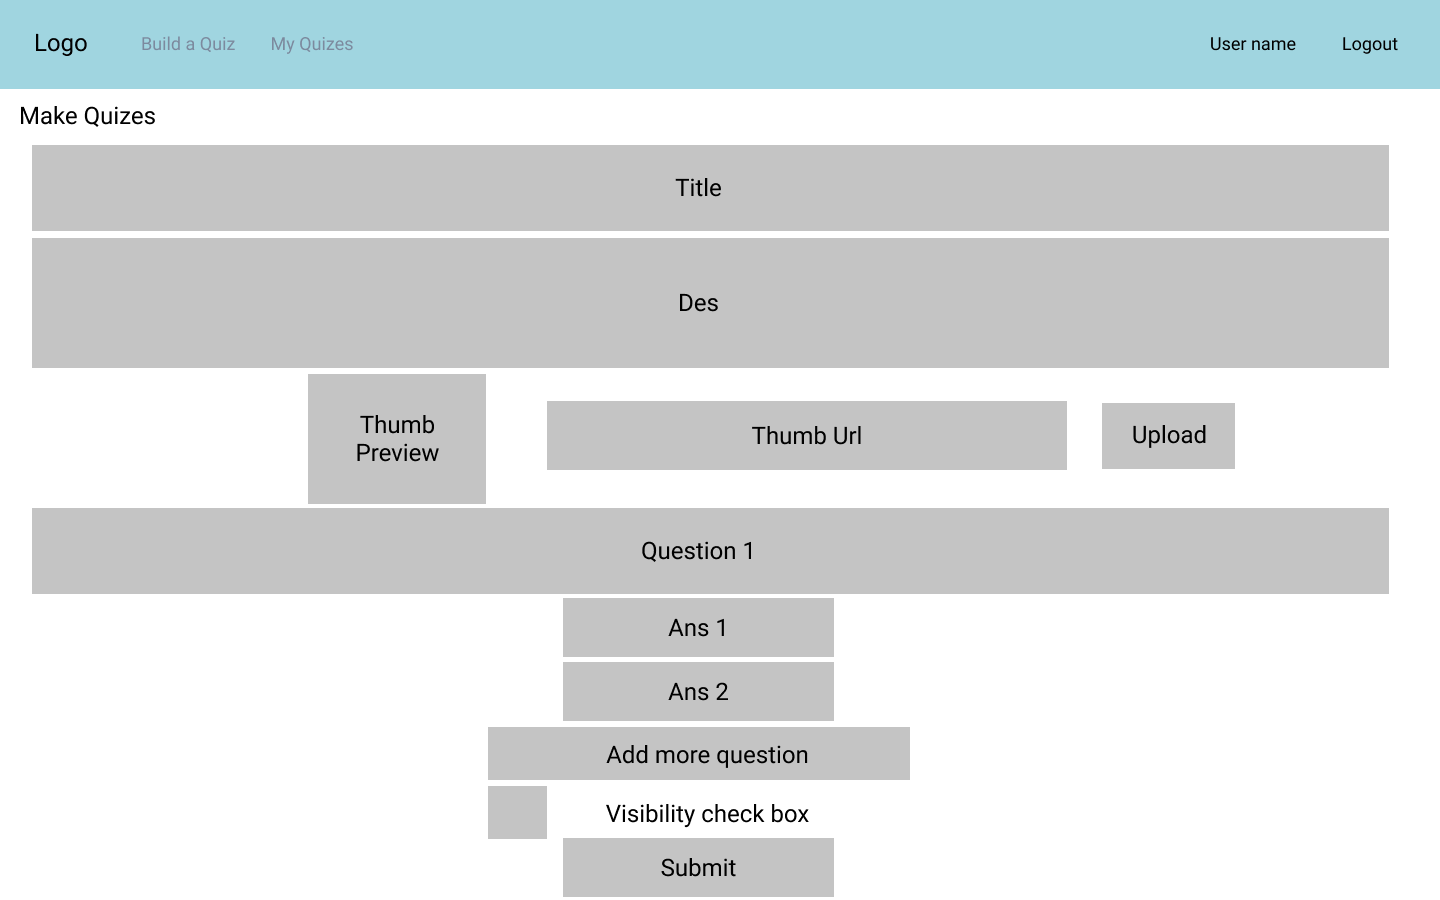 Logo
Build a Quiz
My Quizes
User name
Logout
Make Quizes
Title
Des
Thumb
Preview
Thumb Url
Upload
Question 1
Ans 1
Ans 2
Add more question
Visibility check box
Submit